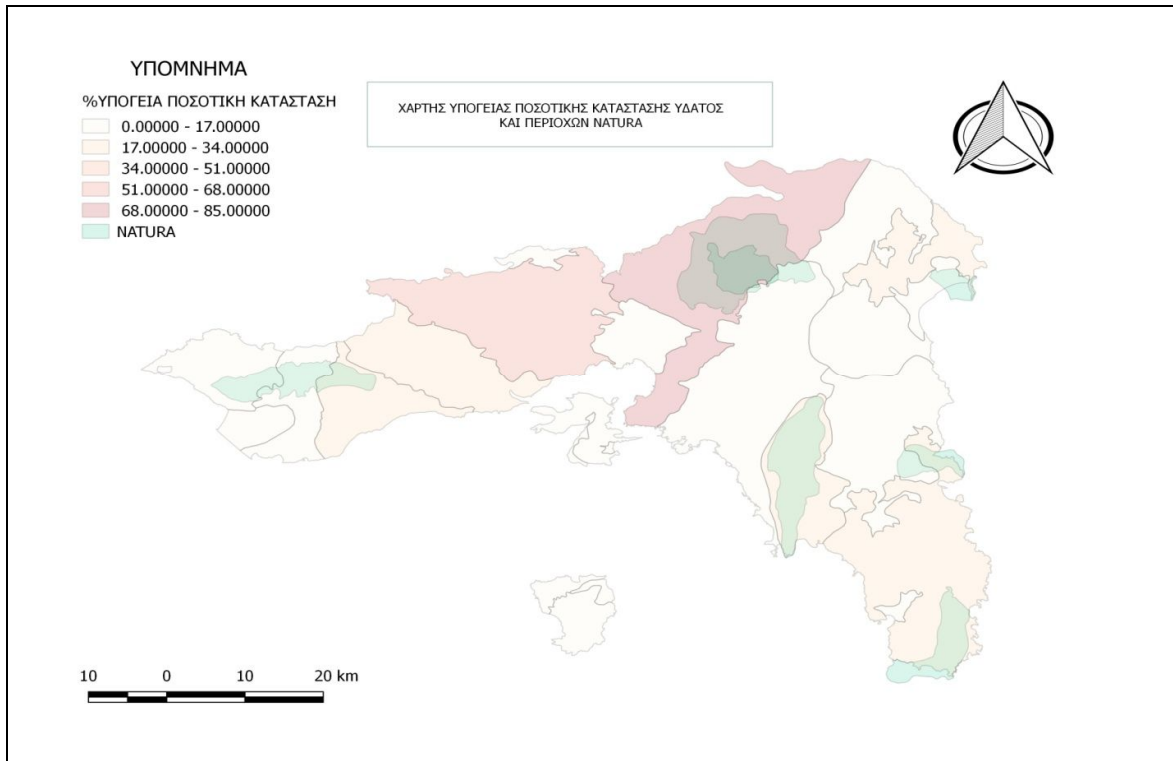 ΥΠΟΜΝΗΜΑ
%ΥΠΟΓΕΙΑ ΠΟΣΟΤΙΚΗ ΚΑΤΑΣΤΑΣΗ
0.00000 - 17.00000
17.00000 - 34.00000
34.00000 - 51.00000
51.00000 - 68.00000
68.00000 - 85.00000
NATURA
ΧΑΡΤΗΣ ΥΠΟΓΕΙΑΣ ΠΟΣΟΤΙΚΗΣ ΚΑΤΑΣΤΑΣΗΣ ΥΔΑΤΟΣ
ΚΑΙ ΠΕΡΙΟΧΩΝ NATURA
10 0 10 20 km